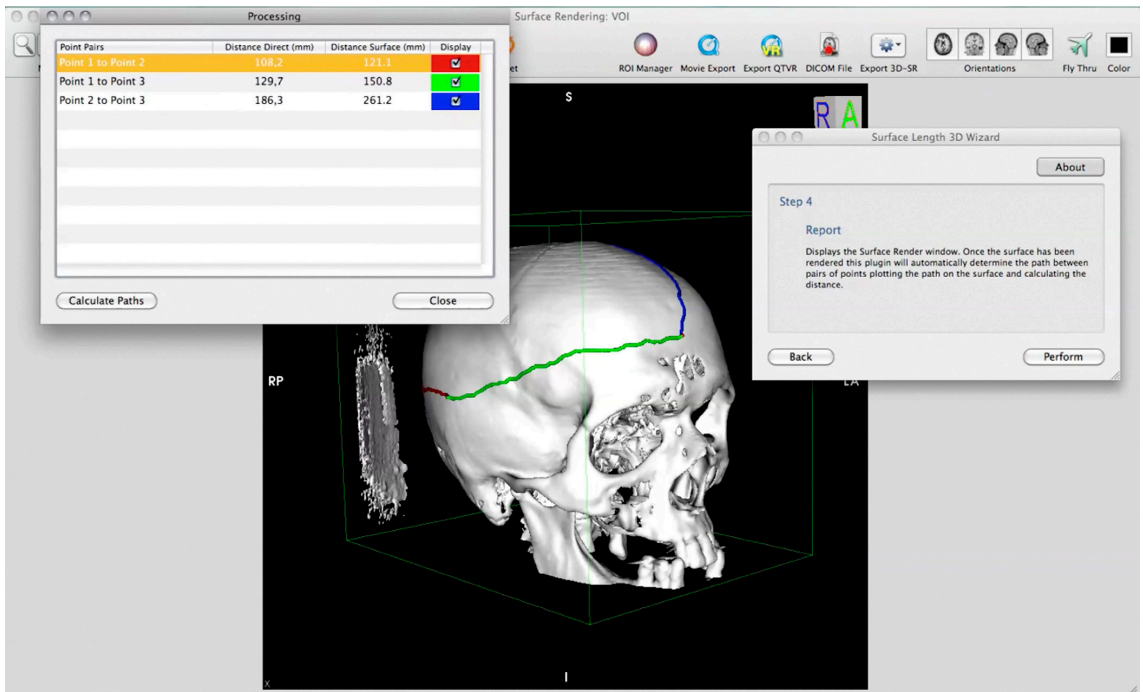 Processing
Point Pairs Distance Direct (mm) Distance Surface (mm) Display
Point 1 to Point 2 108,2 121.1
Point 1 to Point 3 129,7 150.8
Point 2 to Point 3 186,3 261.2
Calculate Paths Close
Surface Rendering: VOI
ROI Manager Movie Export Export QTVR DICOM File Export 3D-SR Orientations Fly Thru Color
S
R A
RP
LA
I
X
Surface Length 3D Wizard
About
Step 4
Report
Displays the Surface Render window. Once the surface has been
rendered this plugin will automatically determine the path between
pairs of points plotting the path on the surface and calculating the
distance.
Back Perform